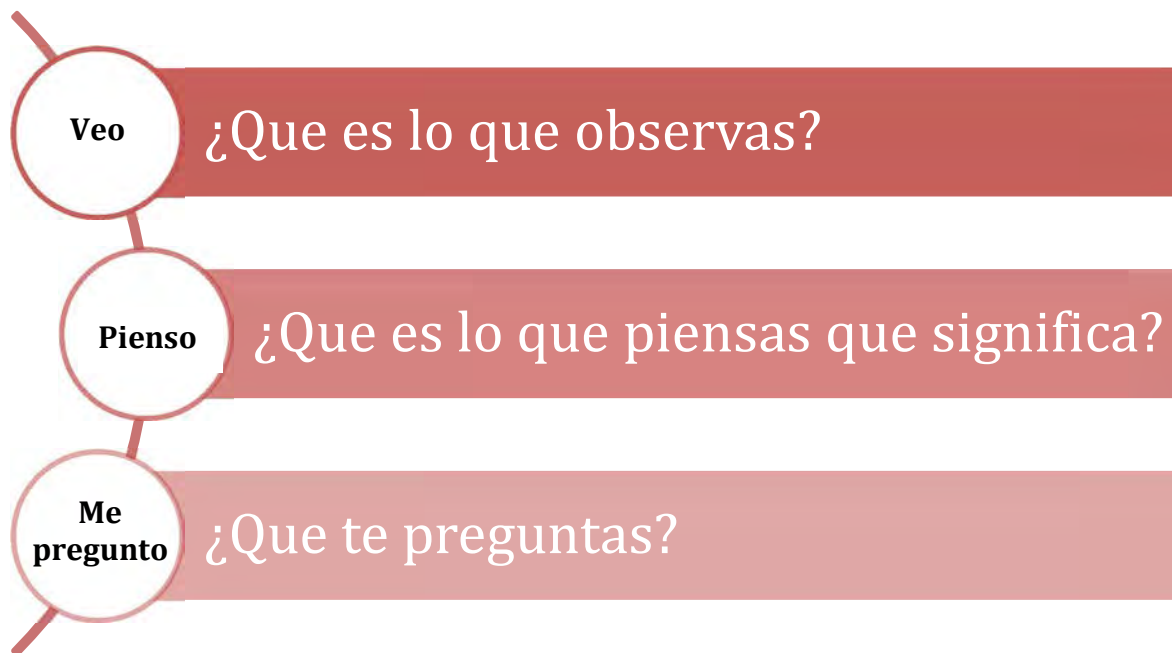 Veo
¿Que es lo que observas?
Pienso
¿Que es lo que piensas que significa?
Me
pregunto
¿Que te preguntas?